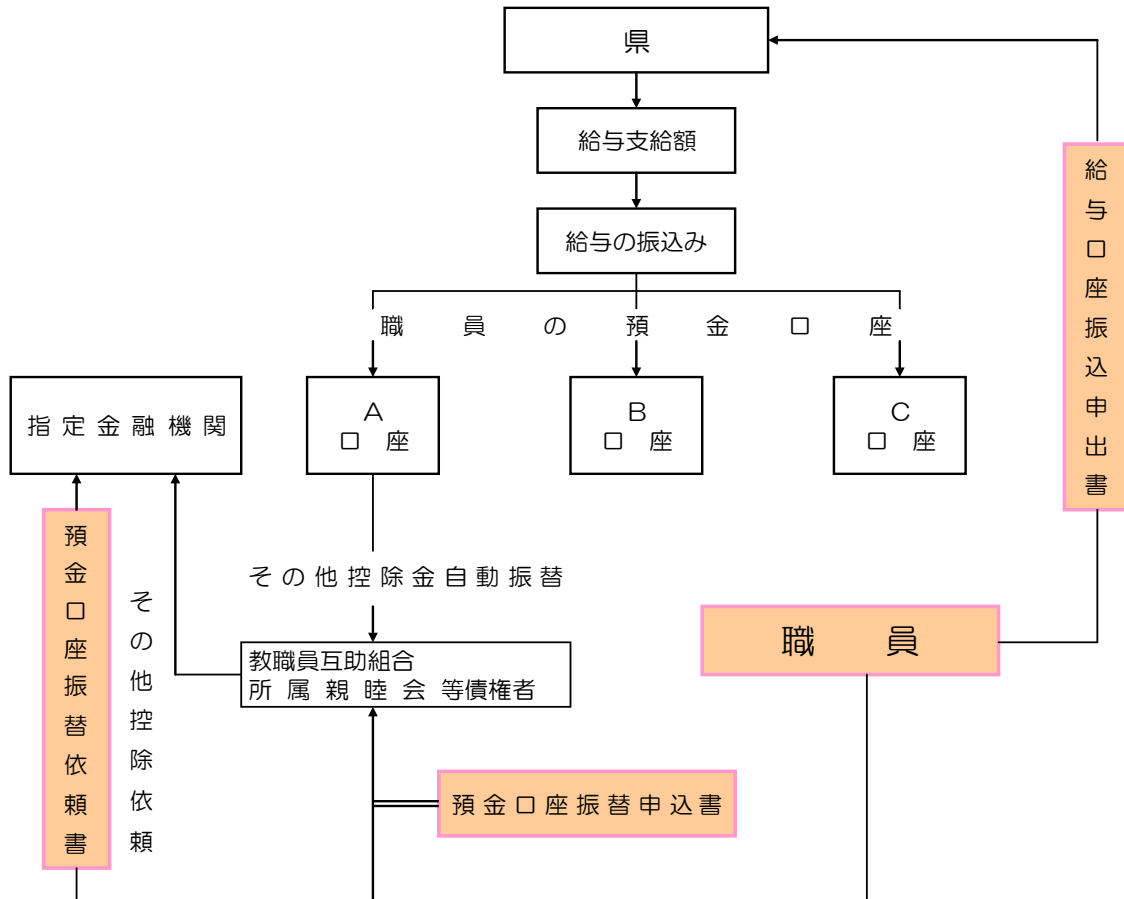 県
給与支給額
給与の振込み
職員の預金口座
指定金融機関
A
口座
B
口座
C
口座
給与口座振込申出書
預金口座振替依頼書
その他控除依頼
その他控除金自動振替
職員
教職員互助組合
所属親睦会等債権者
預金口座振替申込書